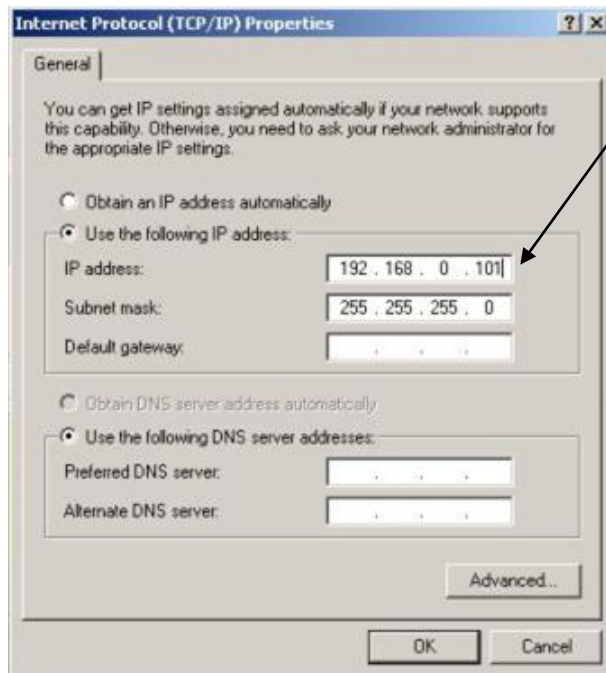 Internet Protocol (TCP/IP) Properties
General
You can get IP settings assigned automatically if your network supports
this capability. Otherwise, you need to ask your network administrator for
the appropriate IP settings.
Obtain an IP address automatically
Use the following IP address:
IP address: 192 . 168 . 0 . 101
Subnet mask: 255 . 255 . 255 . 0
Default gateway: . . .
Obtain DNS server address automatically
Use the following DNS server addresses:
Preferred DNS server: . . .
Alternate DNS server: . . .
Advanced...
OK Cancel